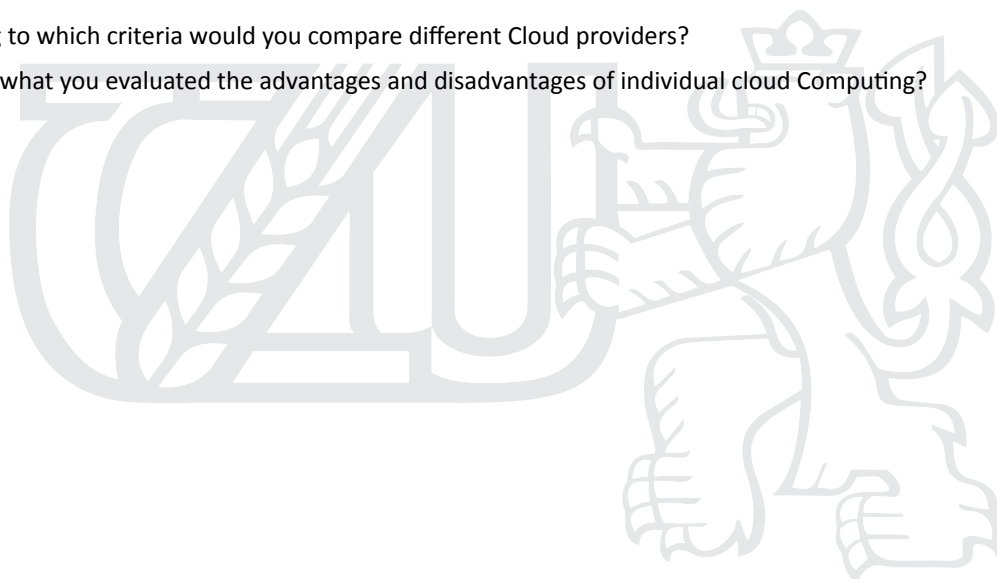 to which criteria would you compare different Cloud providers?
what you evaluated the advantages and disadvantages of individual cloud Computing?
CZU